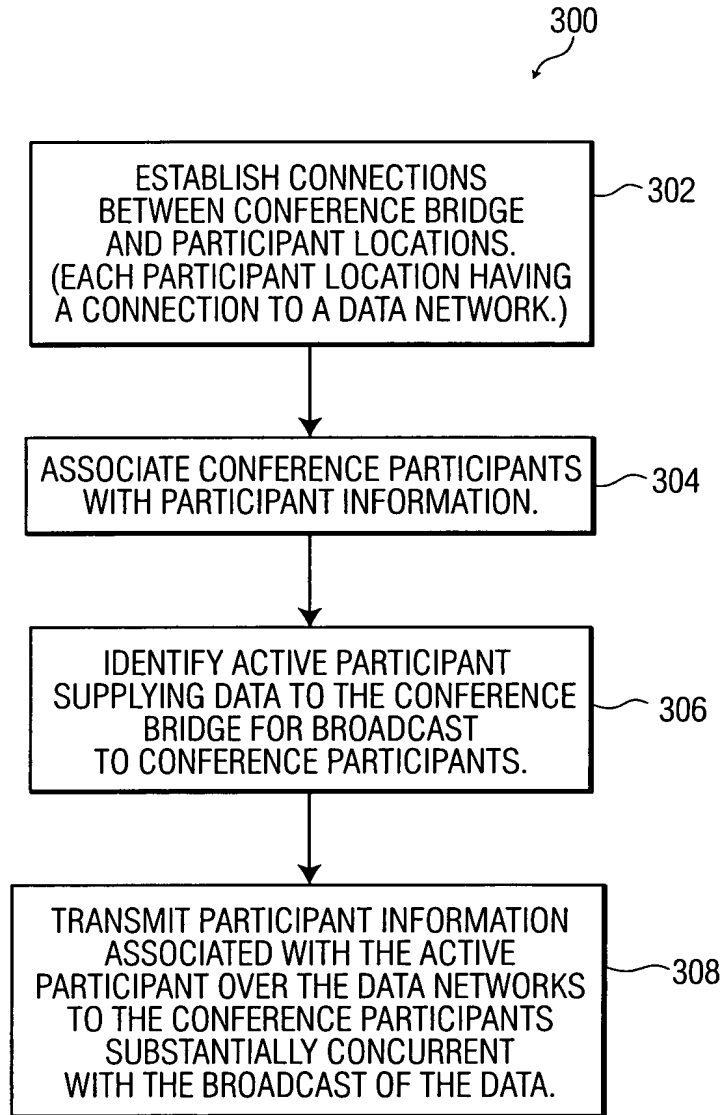 300
ESTABLISH CONNECTIONS
BETWEEN CONFERENCE BRIDGE
AND PARTICIPANT LOCATIONS.
(EACH PARTICIPANT LOCATION HAVING
A CONNECTION TO A DATA NETWORK.)
302
ASSOCIATE CONFERENCE PARTICIPANTS
WITH PARTICIPANT INFORMATION.
304
IDENTIFY ACTIVE PARTICIPANT
SUPPLYING DATA TO THE CONFERENCE
BRIDGE FOR BROADCAST
TO CONFERENCE PARTICIPANTS.
306
TRANSMIT PARTICIPANT INFORMATION
ASSOCIATED WITH THE ACTIVE
PARTICIPANT OVER THE DATA NETWORKS
TO THE CONFERENCE PARTICIPANTS
SUBSTANTIALLY CONCURRENT
WITH THE BROADCAST OF THE DATA.
308